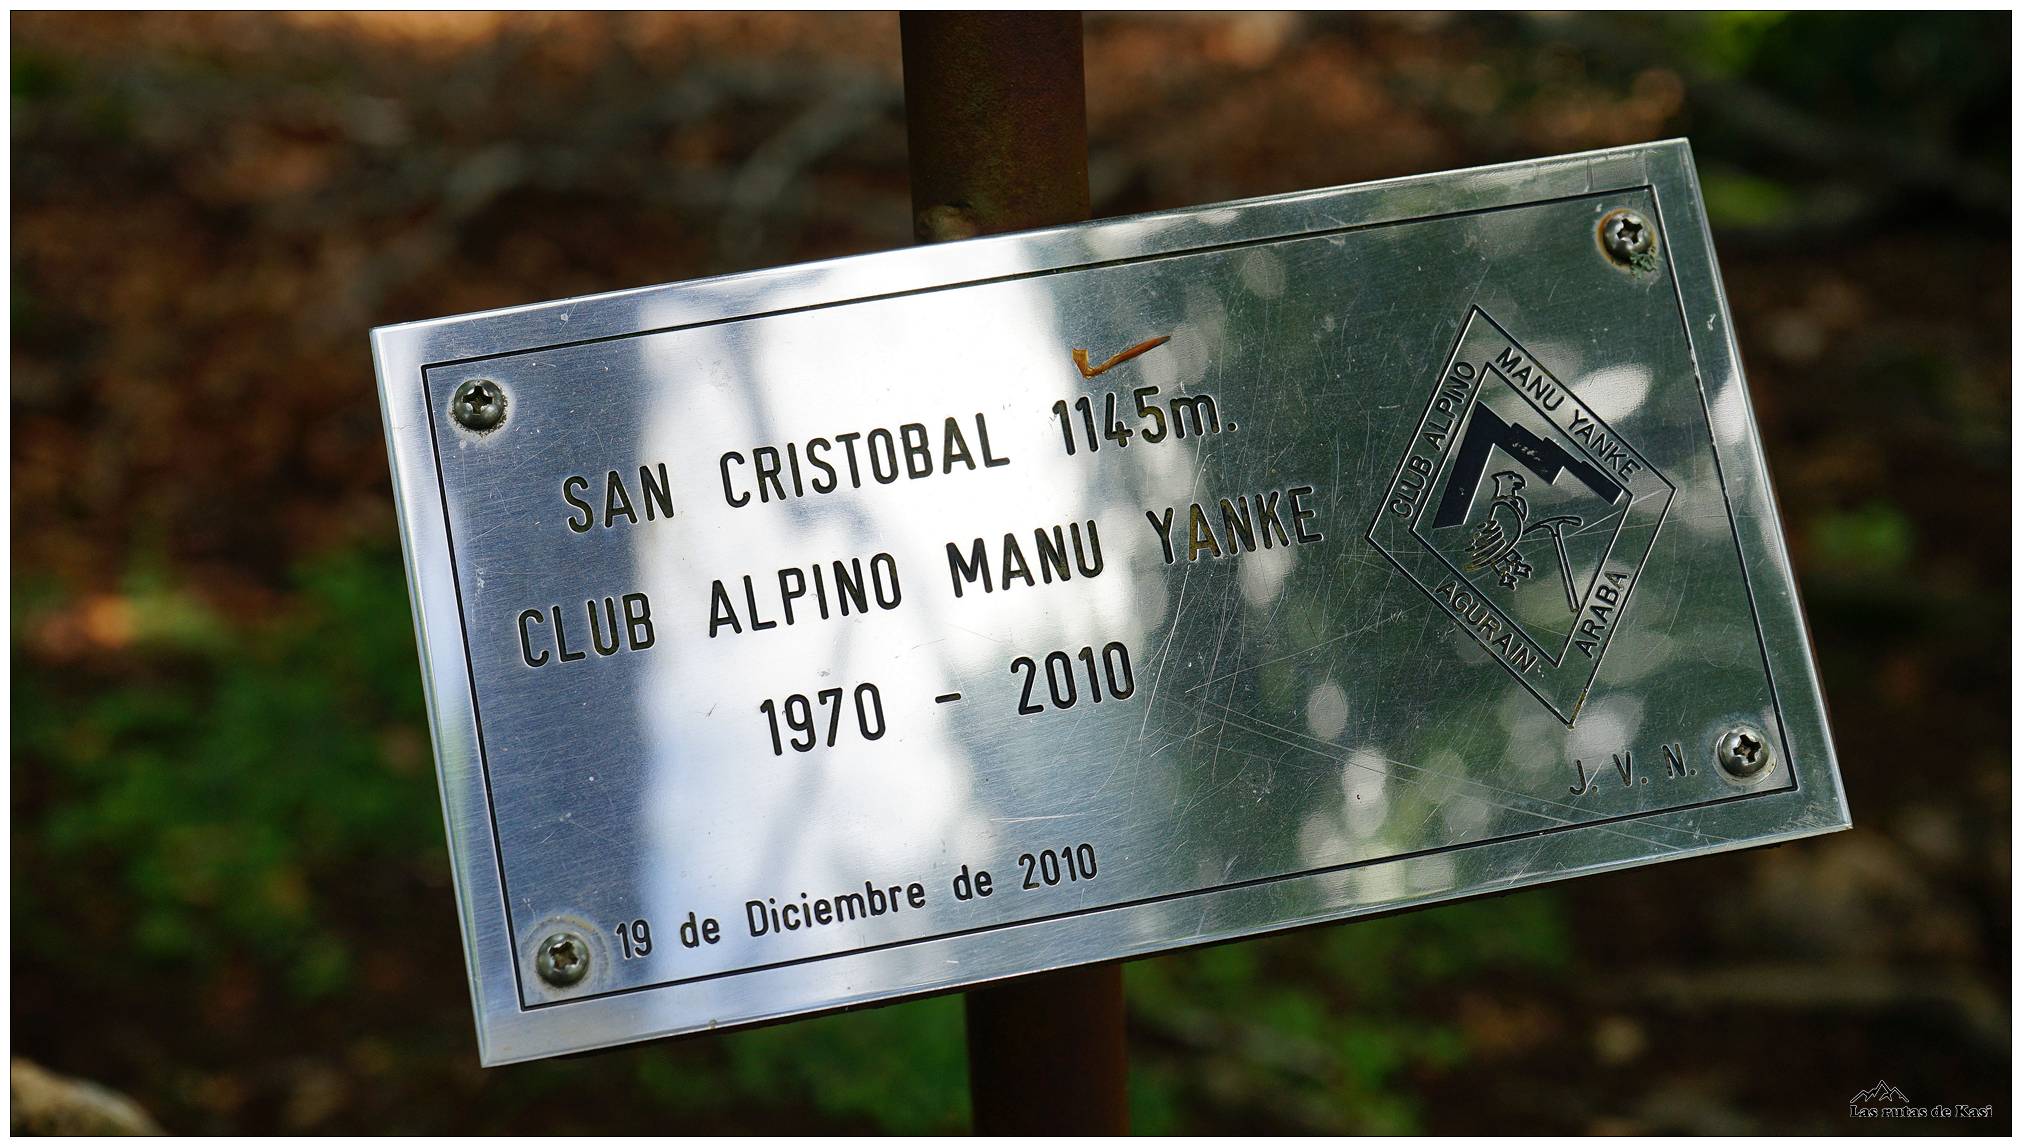 SAN CRISTOBAL 1145m.
CLUB ALPINO MANU YANKE
1970 - 2010
19 de Diciembre de 2010
CLUB ALPINO
MANU YANKE
AGURAIN
ARABA
J. V. N.
Las rutas de Kasi